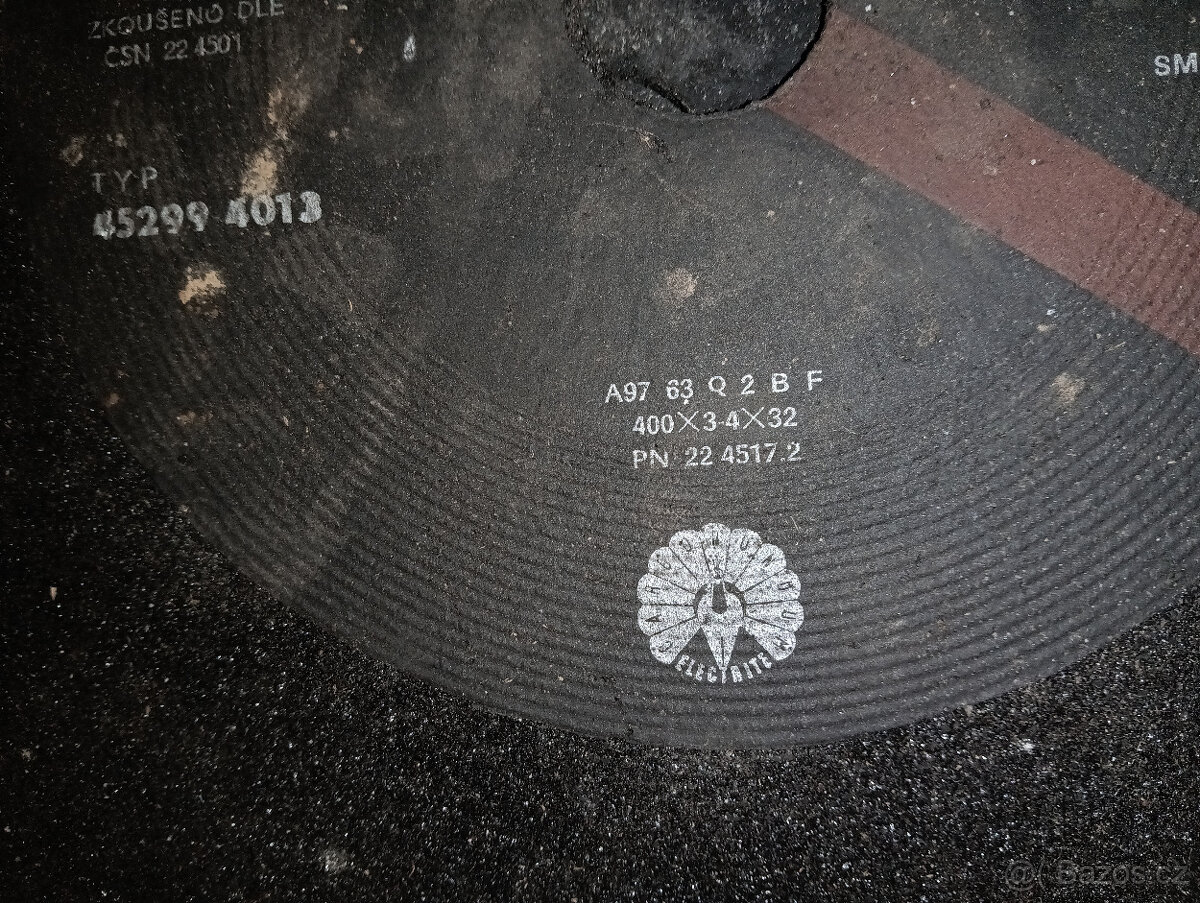 ZKOUŠENO DLE
ČSN 22 4501
SM
TYP
45299 4013
A97 63 Q 2 B F
400×3-4×32
PN 22 4517.2
ELECTRITE
@ Bazos.cz